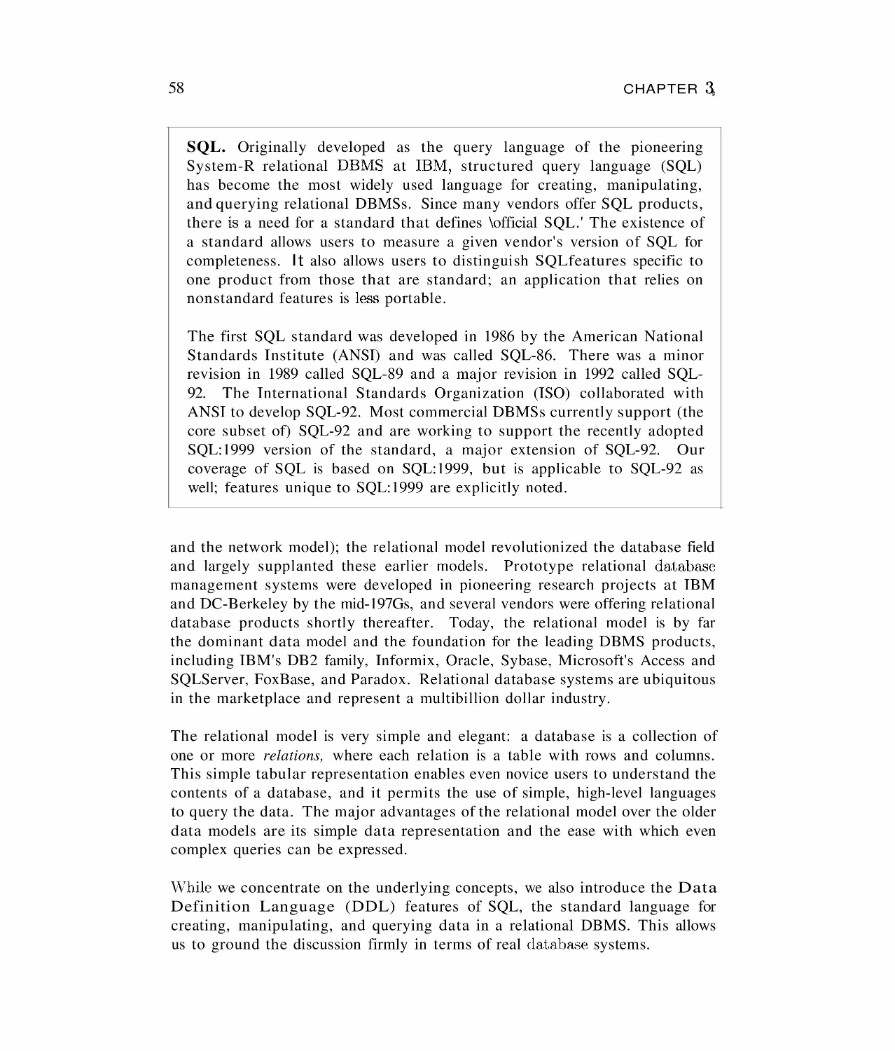 58 CHAPTER 3,
SQL. Originally developed as the query language of the pioneering
System-R relational DBMS at IBM, structured query language (SQL)
has become the most widely used language for creating, manipulating,
and querying relational DBMSs. Since many vendors offer SQL products,
there is a need for a standard that defines \official SQL.' The existence of
a standard allows users to measure a given vendor's version of SQL for
completeness. It also allows users to distinguish SQLfeatures specific to
one product from those that are standard; an application that relies on
nonstandard features is less portable.
The first SQL standard was developed in 1986 by the American National
Standards Institute (ANSI) and was called SQL-86. There was a minor
revision in 1989 called SQL-89 and a major revision in 1992 called SQL-
92. The International Standards Organization (ISO) collaborated with
ANSI to develop SQL-92. Most commercial DBMSs currently support (the
core subset of) SQL-92 and are working to support the recently adopted
SQL:1999 version of the standard, a major extension of SQL-92. Our
coverage of SQL is based on SQL:1999, but is applicable to SQL-92 as
well; features unique to SQL:1999 are explicitly noted.
and the network model); the relational model revolutionized the database field
and largely supplanted these earlier models. Prototype relational database
management systems were developed in pioneering research projects at IBM
and DC-Berkeley by the mid-197Gs, and several vendors were offering relational
database products shortly thereafter. Today, the relational model is by far
the dominant data model and the foundation for the leading DBMS products,
including IBM's DB2 family, Informix, Oracle, Sybase, Microsoft's Access and
SQLServer, FoxBase, and Paradox. Relational database systems are ubiquitous
in the marketplace and represent a multibillion dollar industry.
The relational model is very simple and elegant: a database is a collection of
one or more relations, where each relation is a table with rows and columns.
This simple tabular representation enables even novice users to understand the
contents of a database, and it permits the use of simple, high-level languages
to query the data. The major advantages of the relational model over the older
data models are its simple data representation and the ease with which even
complex queries can be expressed.
While we concentrate on the underlying concepts, we also introduce the Data
Definition Language (DDL) features of SQL, the standard language for
creating, manipulating, and querying data in a relational DBMS. This allows
us to ground the discussion firmly in terms of real database systems.